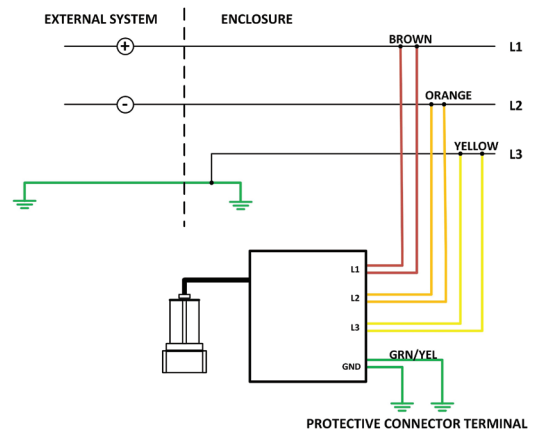 EXTERNAL SYSTEM
ENCLOSURE
BROWN
+
L1
ORANGE
-
L2
YELLOW
L3
L1
L2
L3
GRN/YEL
GND
PROTECTIVE CONNECTOR TERMINAL